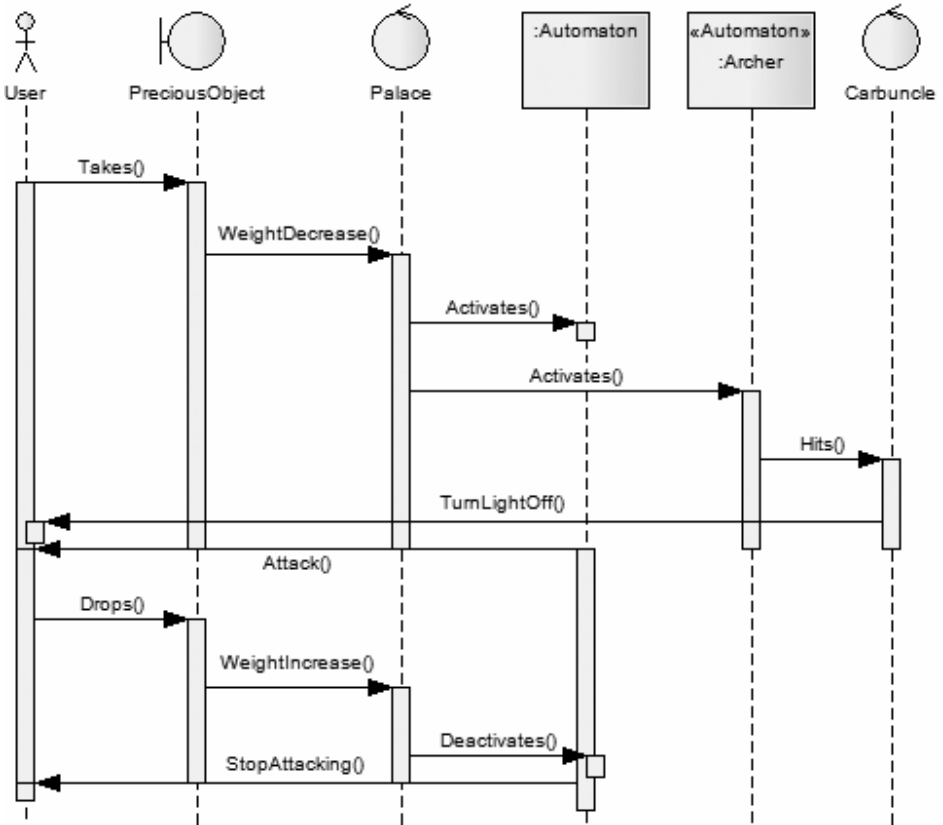 :Automaton
«Automaton»
:Archer
User
PreciousObject
Palace
Carbuncle
Takes()
WeightDecrease()
Activates()
Activates()
Hits()
TurnLightOff()
Attack()
Drops()
WeightIncrease()
Deactivates()
StopAttacking()